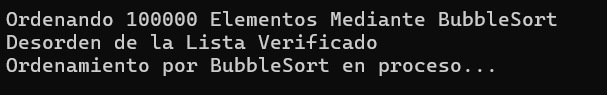 Ordenando 100000 Elementos Mediante BubbleSort
Desorden de la Lista Verificado
Ordenamiento por BubbleSort en proceso...